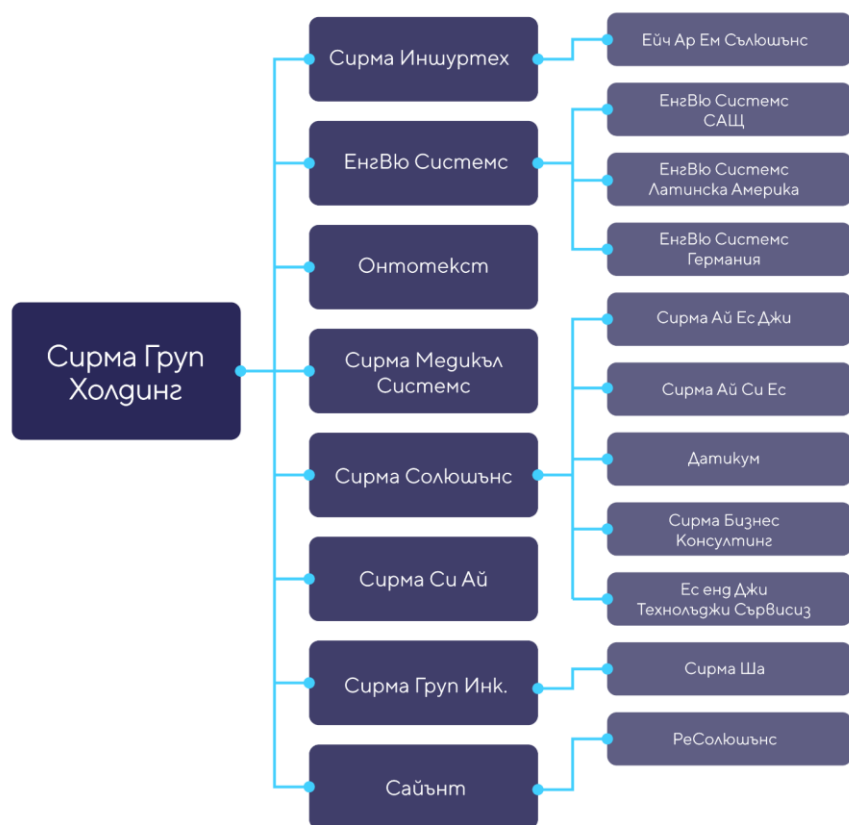 Сирма Груп
Холдинг
Сирма Иншуртех
Ейч Ар Ем Сълюшънс
ЕнгВю Системс
ЕнгВю Системс
САЩ
ЕнгВю Системс
Латинска Америка
ЕнгВю Системс
Германия
Онтотекст
Сирма Медикъл
Системс
Сирма Солюшънс
Сирма Ай Ес Джи
Сирма Ай Си Ес
Датикум
Сирма Бизнес
Консултинг
Ес енд Джи
Технолъджи Сървисиз
Сирма Си Ай
Сирма Груп Инк.
Сирма Ша
Сайънт
РеСолюшънс